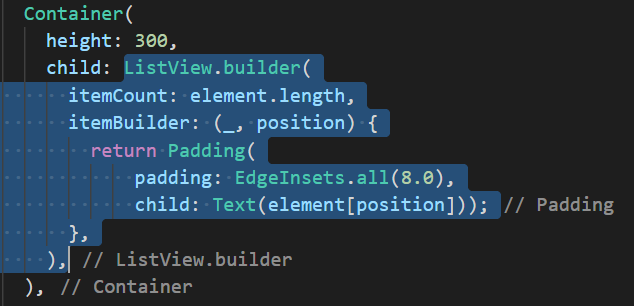 Container(
height: 300,
child: ListView.builder(
itemCount: element.length,
itemBuilder: (_, position) {
return Padding(
padding: EdgeInsets.all(8.0),
child: Text(element[position])); // Padding
},
), // ListView.builder
), // Container